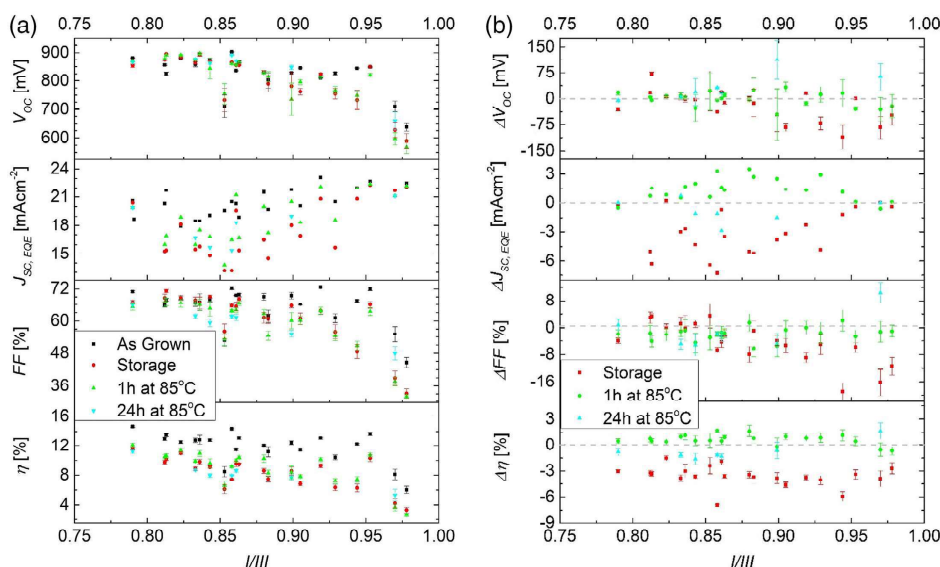 (a)
900
800
700
600
V_OC [mV]
24
21
18
15
J_SC, EQE [mAcm⁻²]
72
60
48
36
FF [%]
As Grown
Storage
1h at 85°C
24h at 85°C
16
12
8
4
η [%]
0.75 0.80 0.85 0.90 0.95 1.00
0.75 0.80 0.85 0.90 0.95 1.00
I/III
(b)
0.75 0.80 0.85 0.90 0.95 1.00
150
75
0
-75
-150
ΔV_OC [mV]
3
0
-3
-6
ΔJ_SC,EQE [mAcm⁻²]
8
0
-8
-16
ΔFF [%]
Storage
1h at 85°C
24h at 85°C
3
0
-3
-6
-9
Δη [%]
0.75 0.80 0.85 0.90 0.95 1.00
I/III